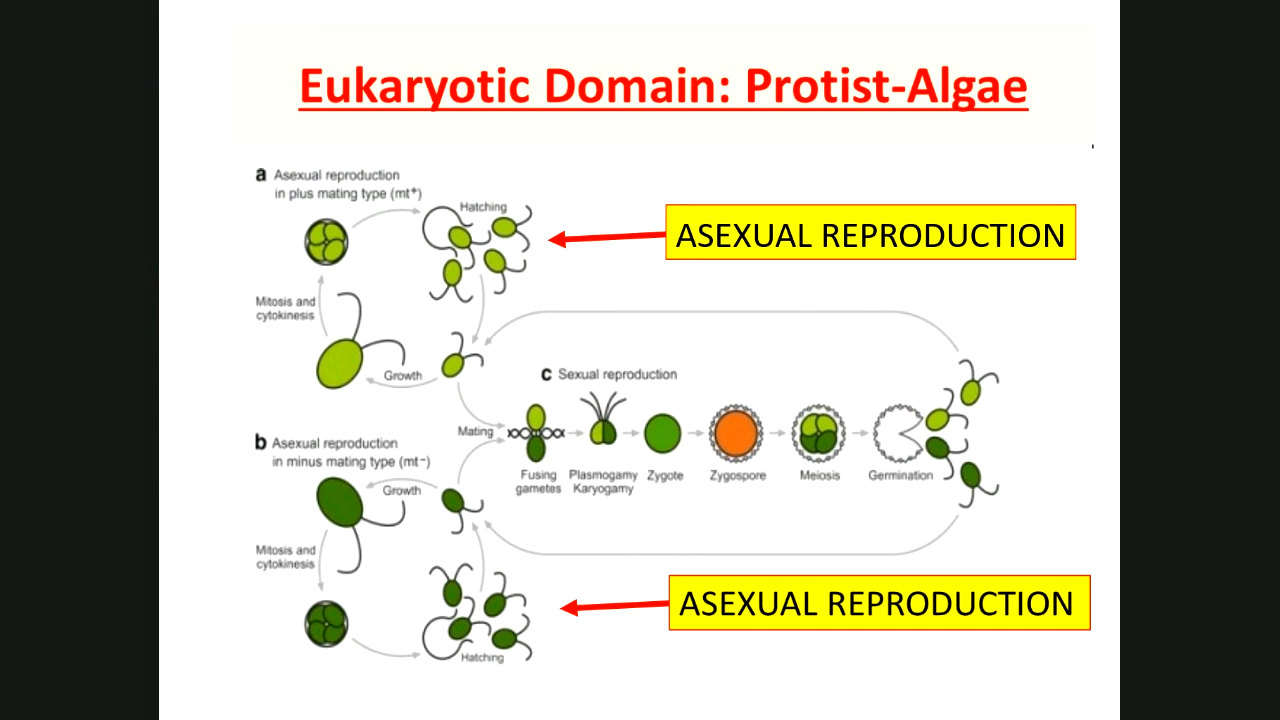 Eukaryotic Domain: Protist-Algae
a Asexual reproduction
in plus mating type (mt⁺)
Hatching
ASEXUAL REPRODUCTION
Mitosis and
cytokinesis
Growth
c Sexual reproduction
Mating
Fusing
gametes
Plasmogamy
Karyogamy
Zygote
Zygospore
Meiosis
Germination
b Asexual reproduction
in minus mating type (mt⁻)
Growth
Mitosis and
cytokinesis
ASEXUAL REPRODUCTION
Hatching